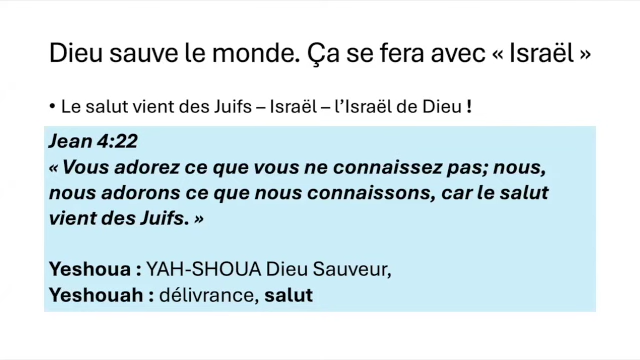 Dieu sauve le monde. Ça se fera avec « Israël »
• Le salut vient des Juifs – Israël – l’Israël de Dieu !
Jean 4:22
« Vous adorez ce que vous ne connaissez pas; nous,
nous adorons ce que nous connaissons, car le salut
vient des Juifs. »
Yeshoua : YAH-SHOUA Dieu Sauveur,
Yeshouah : délivrance, salut